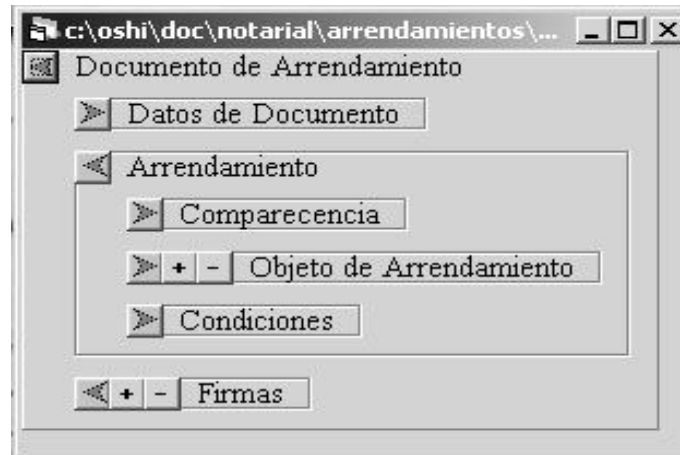 c:\oshi\doc\notarial\arrendamientos\...
Documento de Arrendamiento
Datos de Documento
Arrendamiento
Comparecencia
+ - Objeto de Arrendamiento
Condiciones
+ - Firmas